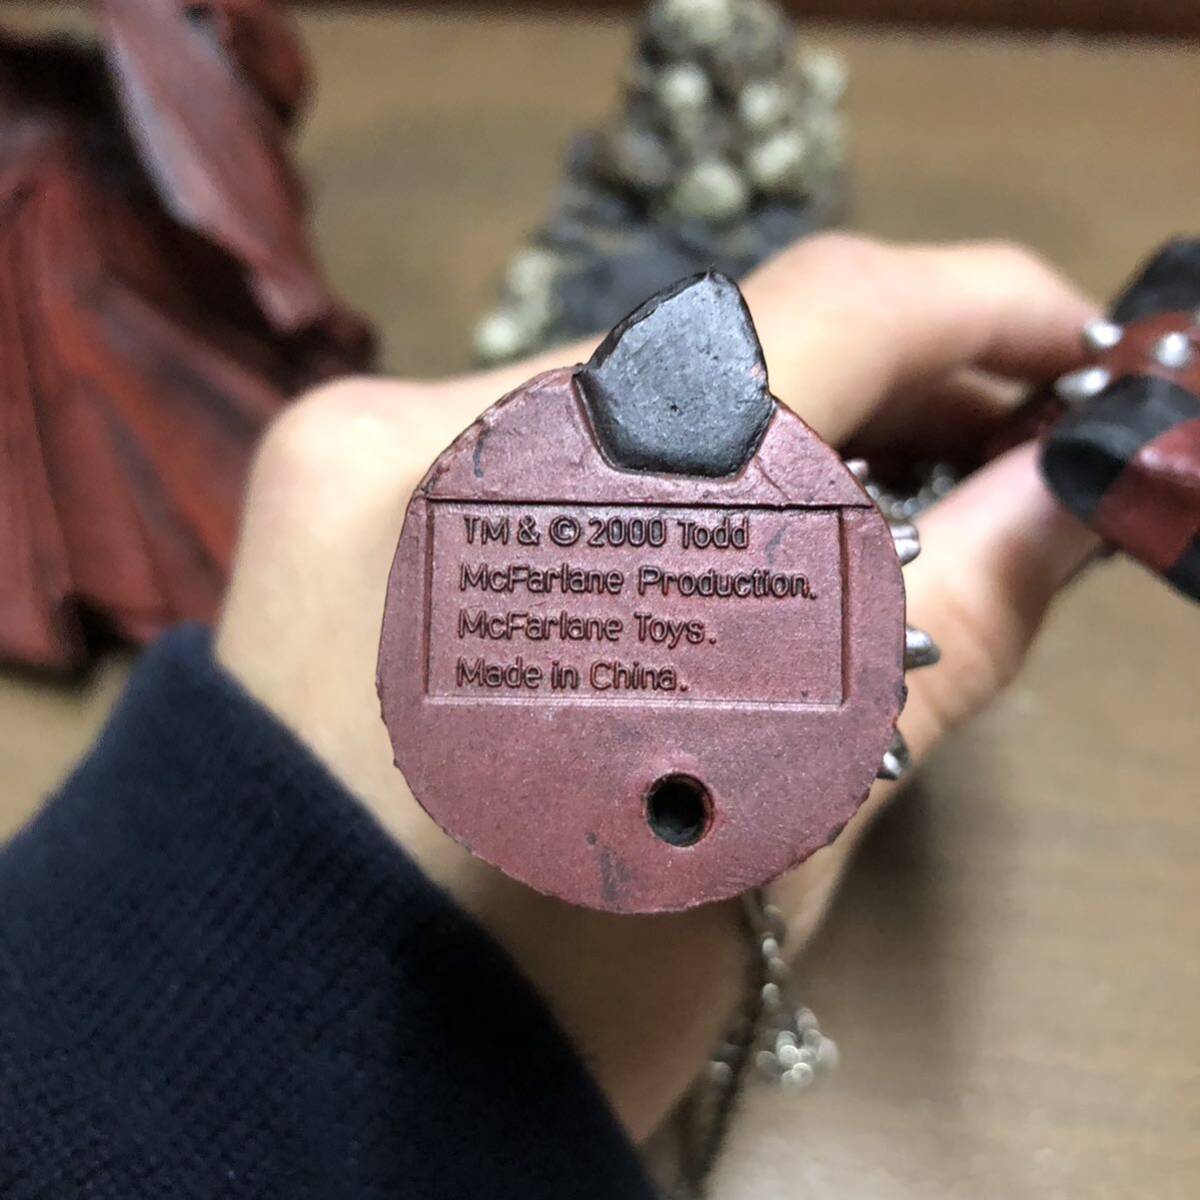 TM & © 2000 Todd
McFarlane Production.
McFarlane Toys.
Made in China.